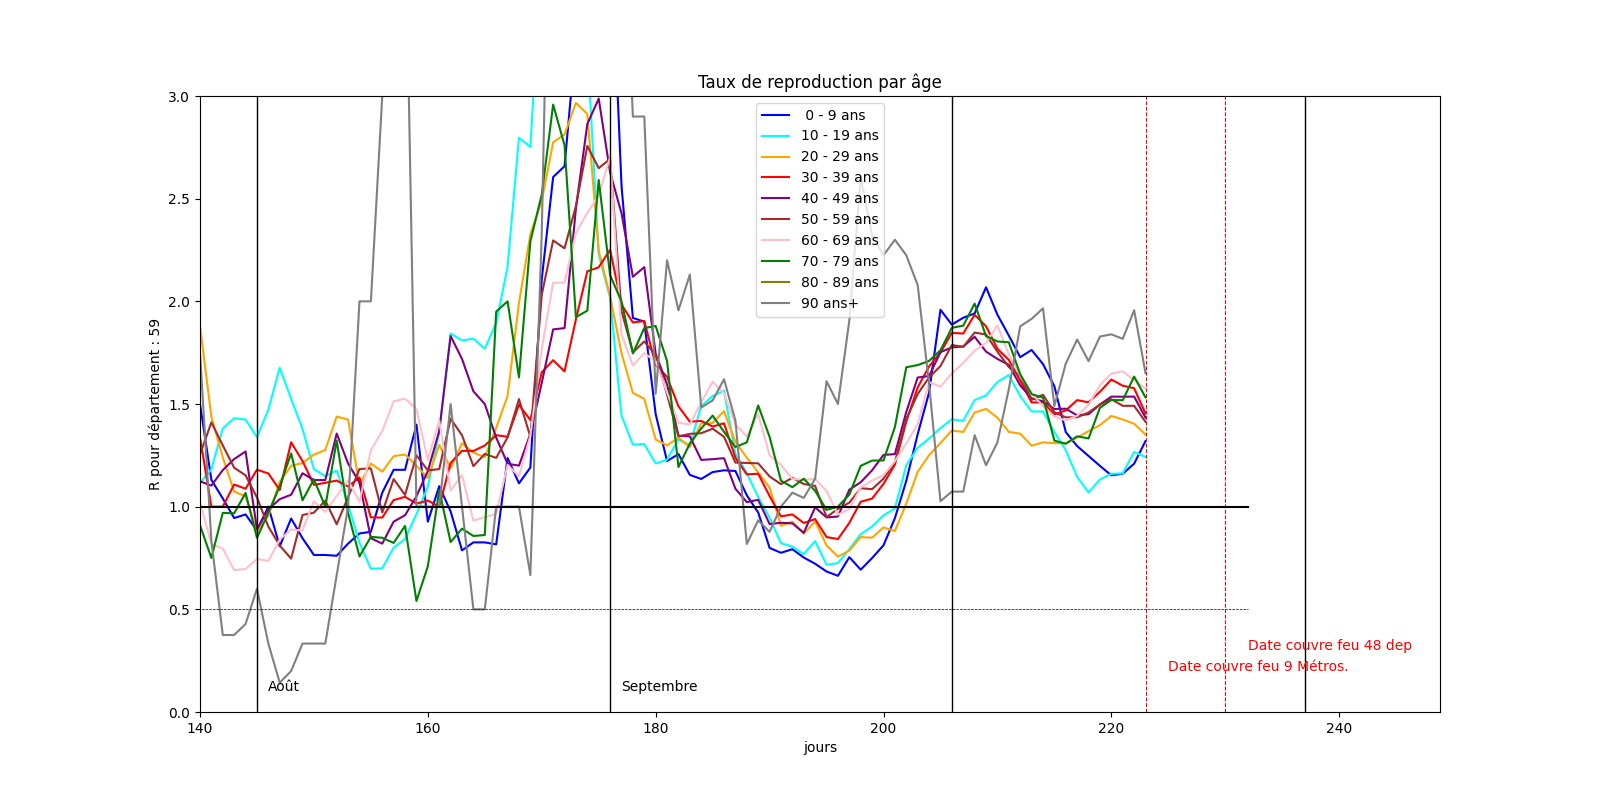 Taux de reproduction par âge
R pour département : 59
3.0
2.5
2.0
1.5
1.0
0.5
0.0
0 - 9 ans
10 - 19 ans
20 - 29 ans
30 - 39 ans
40 - 49 ans
50 - 59 ans
60 - 69 ans
70 - 79 ans
80 - 89 ans
90 ans+
Date couvre feu 48 dep
Date couvre feu 9 Métros.
Août
Septembre
140
160
180
200
220
240
jours